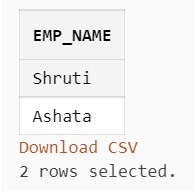 EMP_NAME
Shruti
Ashata
Download CSV
2 rows selected.